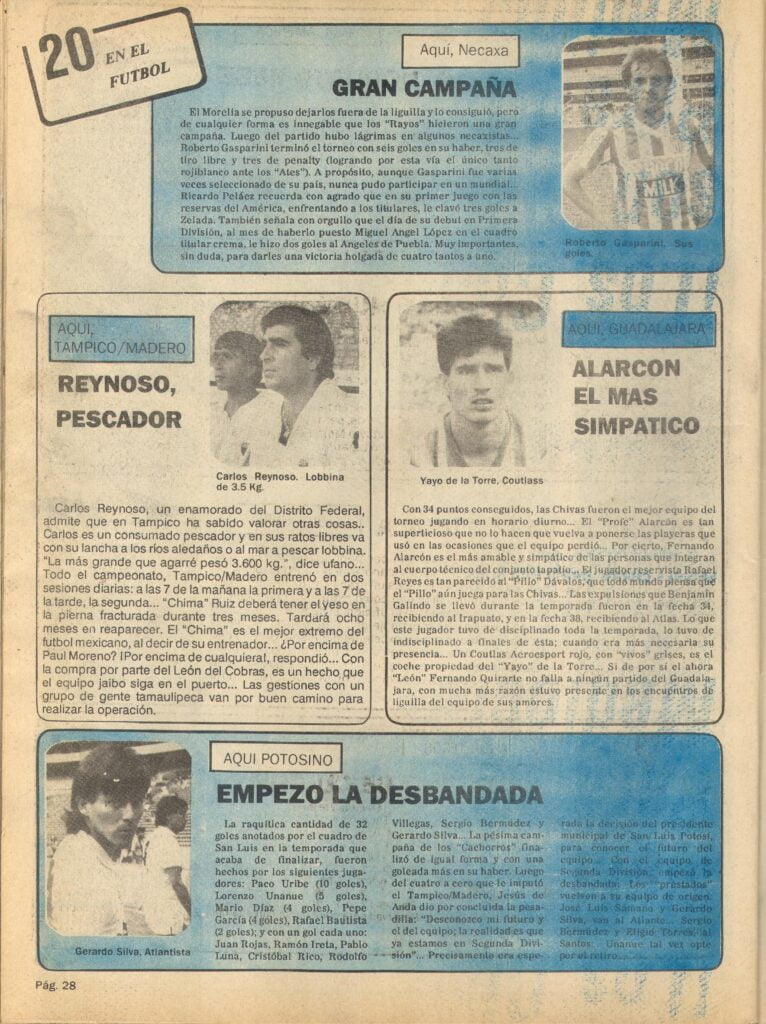 20 EN EL
FUTBOL
Aquí, Necaxa
GRAN CAMPAÑA
El Morelia se propuso dejarlos fuera de la liguilla y lo consiguió, pero
de cualquier forma es innegable que los "Rayos" hicieron una gran
campaña. Luego del partido hubo lágrimas en algunos necaxistas...
Roberto Gasparini terminó el torneo con seis goles en su haber, tres de
tiro libre y tres de penalty (logrando por esta vía el único tanto
rojiblanco ante los "Ates"). A propósito, aunque Gasparini fue varias
veces seleccionado de su país, nunca pudo participar en un mundial...
Ricardo Peláez recuerda con agrado que en su primer juego con las
reservas del América, enfrentando a los titulares, le clavó tres goles a
Zelada. También señala con orgullo que el día de su debut en Primera
División, al mes de haberlo puesto Miguel Angel López en el cuadro
titular crema, le hizo dos goles al Angeles de Puebla. Muy importantes,
sin duda, para darles una victoria holgada de cuatro tantos a uno.
MILK
Roberto Gasparini. Sus
goles.
AQUI,
TAMPICO/MADERO
REYNOSO,
PESCADOR
Carlos Reynoso. Lobbina
de 3.5 Kg.
Carlos Reynoso, un enamorado del Distrito Federal,
admite que en Tampico ha sabido valorar otras cosas..
Carlos es un consumado pescador y en sus ratos libres va
con su lancha a los ríos aledaños o al mar a pescar lobbina.
"La más grande que agarré pesó 3.600 kg.", dice ufano...
Todo el campeonato, Tampico/Madero entrenó en dos
sesiones diarias: a las 7 de la mañana la primera y a las 7 de
la tarde, la segunda... "Chima" Ruiz deberá tener el yeso en
la pierna fracturada durante tres meses. Tardará ocho
meses en reaparecer. El "Chima" es el mejor extremo del
futbol mexicano, al decir de su entrenador... ¿Por encima de
Paul Moreno? ¡Por encima de cualquiera!, respondió... Con
la compra por parte del León del Cobras, es un hecho que
el equipo jaibo siga en el puerto... Las gestiones con un
grupo de gente tamaulipeca van por buen camino para
realizar la operación.
AQUI, GUADALAJARA
ALARCON
EL MAS
SIMPATICO
Yayo de la Torre, Coutlass
Con 34 puntos conseguidos, las Chivas fueron el mejor equipo del
torneo jugando en horario diurno... El "Profe" Alarcón es tan
superticioso que no lo hacen que vuelva a ponerse las playeras que
usó en las ocasiones que el equipo perdió... Por cierto, Fernando
Alarcón es el más amable y simpático de las personas que integran
al cuerpo técnico del conjunto tapatío... El jugador reservista Rafael
Reyes es tan parecido al "Pillo" Dávalos, que todo mundo piensa que
el "Pillo" aún juega para las Chivas... Las expulsiones que Benjamín
Galindo se llevó durante la temporada fueron en la fecha 34,
recibiendo al Irapuato, y en la fecha 38, recibiendo al Atlas. Lo que
este jugador tuvo de disciplinado toda la temporada, lo tuvo de
indisciplinado a finales de ésta; cuando era más necesaria su
presencia... Un Coutlas Aeroesport rojo, con "vivos" grises, es el
coche propiedad del "Yayo" de la Torre... Si de por sí el ahora
"León" Fernando Quirarte no falla a ningún partido del Guadala-
jara, con mucha más razón estuvo presente en los encuentros de
liguilla del equipo de sus amores.
AQUI POTOSINO
EMPEZO LA DESBANDADA
Gerardo Silva, Atlantista
La raquítica cantidad de 32
goles anotados por el cuadro de
San Luis en la temporada que
acaba de finalizar, fueron
hechos por los siguientes juga-
dores: Paco Uribe (10 goles),
Lorenzo Unanue (5 goles),
Mario Díaz (4 goles), Pepe
García (4 goles), Rafael Bautista
(2 goles); y con un gol cada uno:
Juan Rojas, Ramón Ireta, Pablo
Luna, Cristóbal Rico, Rodolfo
Villegas, Sergio Bermúdez y
Gerardo Silva... La pésima cam-
paña de los "Cachorros" fina-
lizó de igual forma y con una
goleada más en su haber. Luego
del cuatro a cero que le imputó
el Tampico/Madero, Jesús de
Anda dio por concluida la pesa-
dilla: "Desconozco mi futuro y
el del equipo; la realidad es que
ya estamos en Segunda Divi-
sión"... Precisamente era espe-
rada la decisión del presidente
municipal de San Luis Potosí,
para conocer el futuro del
equipo... Con el equipo de
Segunda División, empezó la
desbandada: Los "prestados"
vuelven a su equipo de origen.
José Luis Sámano y Gerardo
Silva, van al Atlante... Sergio
Bermúdez y Eligio Torres, al
Santos; Unanue tal vez opte
por el retiro...
Pág. 28